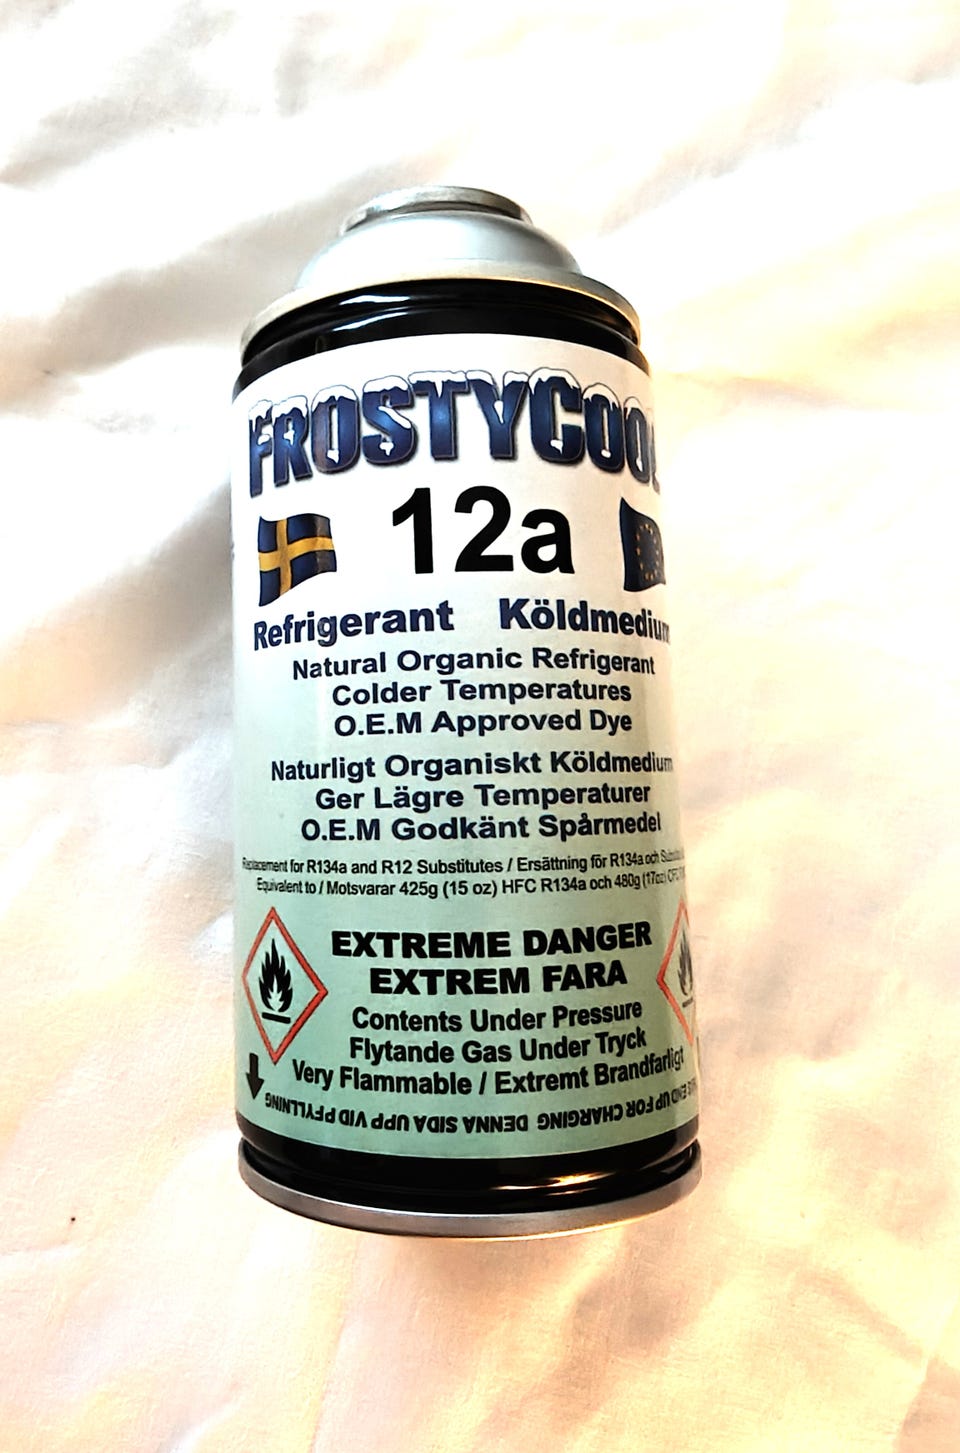 FROSTYCOOL
12a
Refrigerant Köldmedium
Natural Organic Refrigerant
Colder Temperatures
O.E.M Approved Dye
Naturligt Organiskt Köldmedium
Ger Lägre Temperaturer
O.E.M Godkänt Spårmedel
Replacement for R134a and R12 Substitutes / Ersättning för R134a och
Equivalent to / Motsvarar 425g (15 oz) HFC R134a och 480g (17oz)
EXTREME DANGER
EXTREM FARA
Contents Under Pressure
Flytande Gas Under Tryck
Very Flammable / Extremt Brandfarligt
END UP FOR CHARGING DENNA SIDA UPP VID PFYLLNING